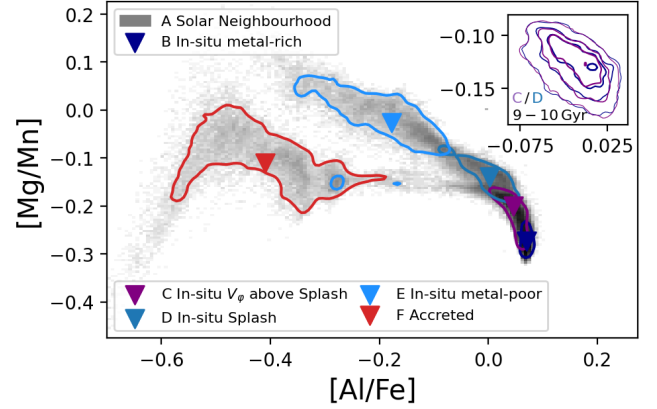 0.2
0.1
0.0
−0.1
−0.2
−0.3
−0.4
[Mg/Mn]
A Solar Neighbourhood
B In-situ metal-rich
−0.10
−0.15
C / D
9 − 10 Gyr
−0.075
0.025
C In-situ Vφ above Splash
D In-situ Splash
E In-situ metal-poor
F Accreted
−0.6
−0.4
−0.2
0.0
0.2
[Al/Fe]